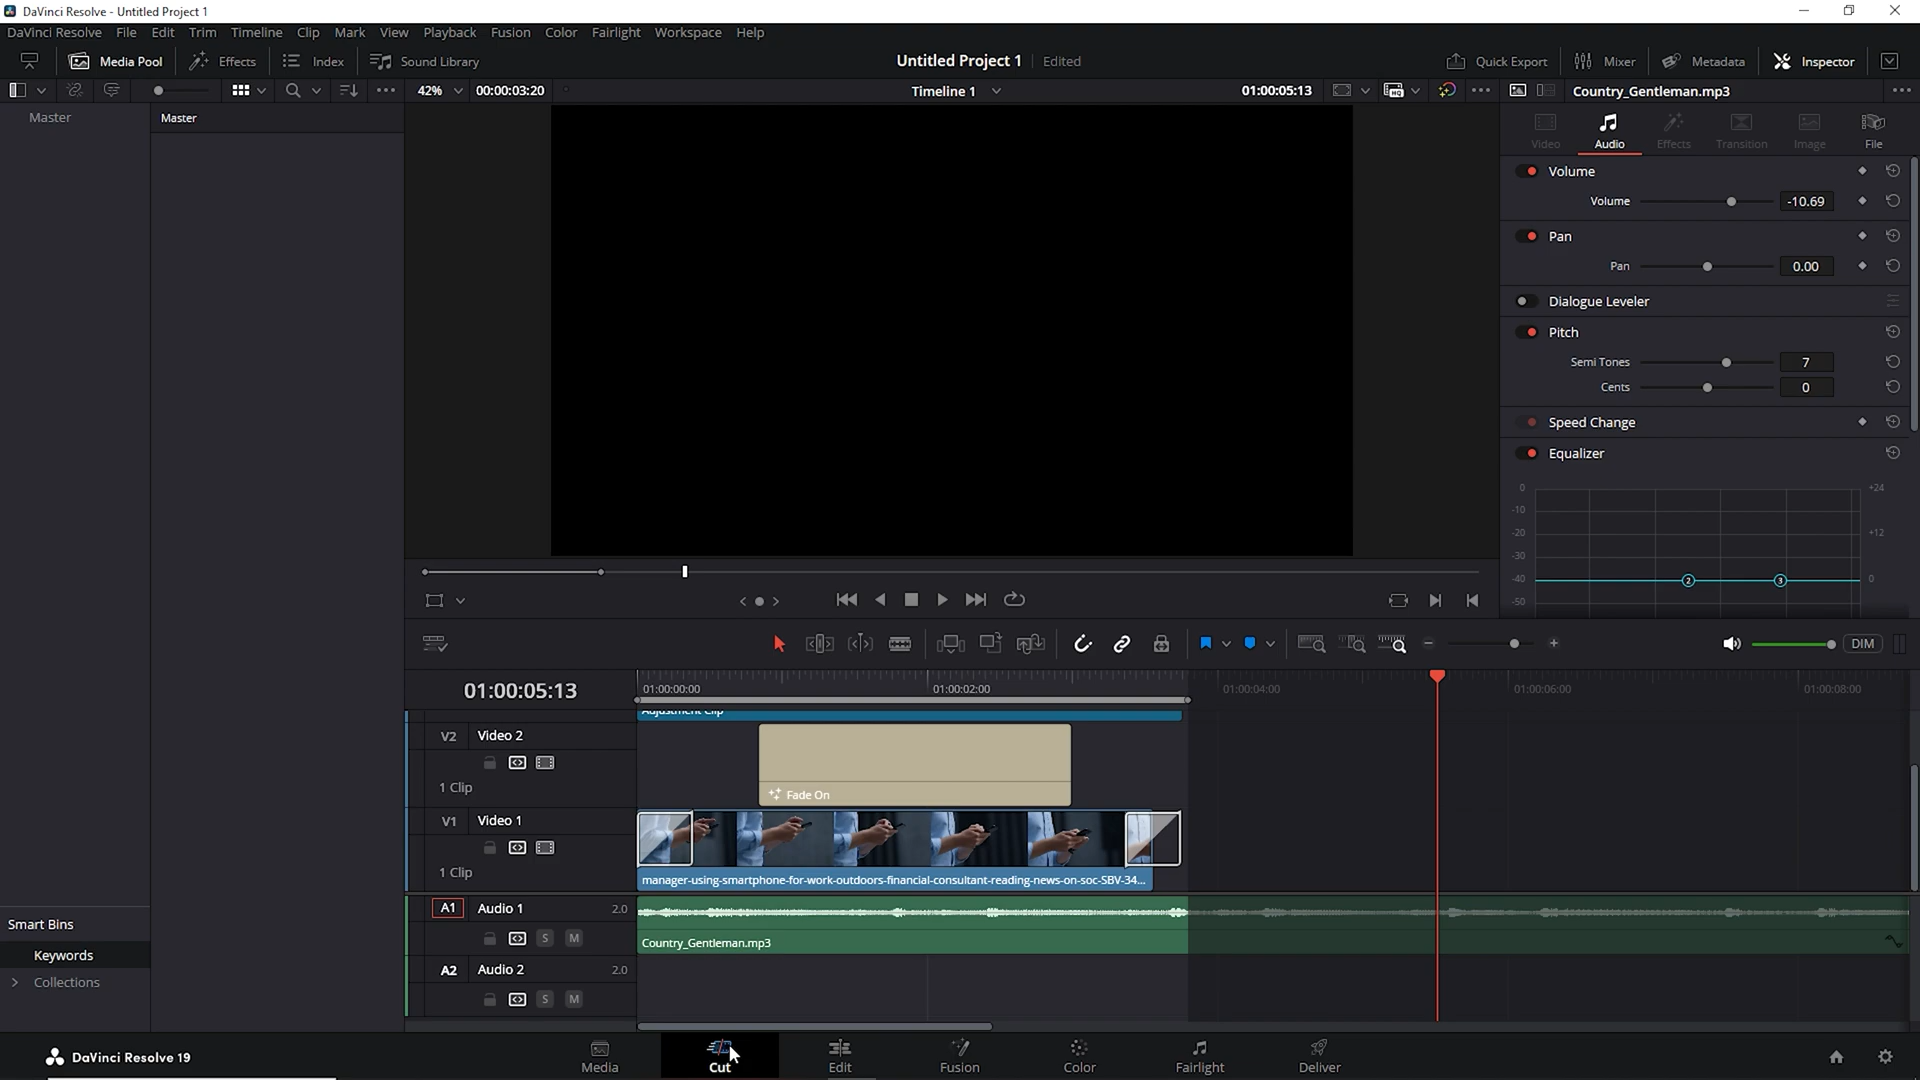 DaVinci Resolve - Untitled Project 1
DaVinci Resolve File Edit Trim Timeline Clip Mark View Playback Fusion Color Fairlight Workspace Help
Media Pool Effects Index Sound Library Untitled Project 1 Edited Quick Export Mixer Metadata Inspector
42% 00:00:03:20 Timeline 1 01:00:05:13 Country_Gentleman.mp3
Master Master
Video Audio Effects Transition Image File
Volume
Volume -10.69
Pan
Pan 0.00
Dialogue Leveler
Pitch
Semi Tones 7
Cents 0
Speed Change
Equalizer
0 +24
-10
-20 +12
-30
-40 2 3 0
-50
DIM
01:00:05:13 01:00:00:00 01:00:02:00 01:00:04:00 01:00:06:00 01:00:08:00
Adjustment Clip
V2 Video 2
1 Clip
Fade On
V1 Video 1
1 Clip
manager-using-smartphone-for-work-outdoors-financial-consultant-reading-news-on-soc-SBV-34...
A1 Audio 1 2.0
S M
Country_Gentleman.mp3
A2 Audio 2 2.0
S M
Smart Bins
Keywords
Collections
DaVinci Resolve 19
Media Cut Edit Fusion Color Fairlight Deliver